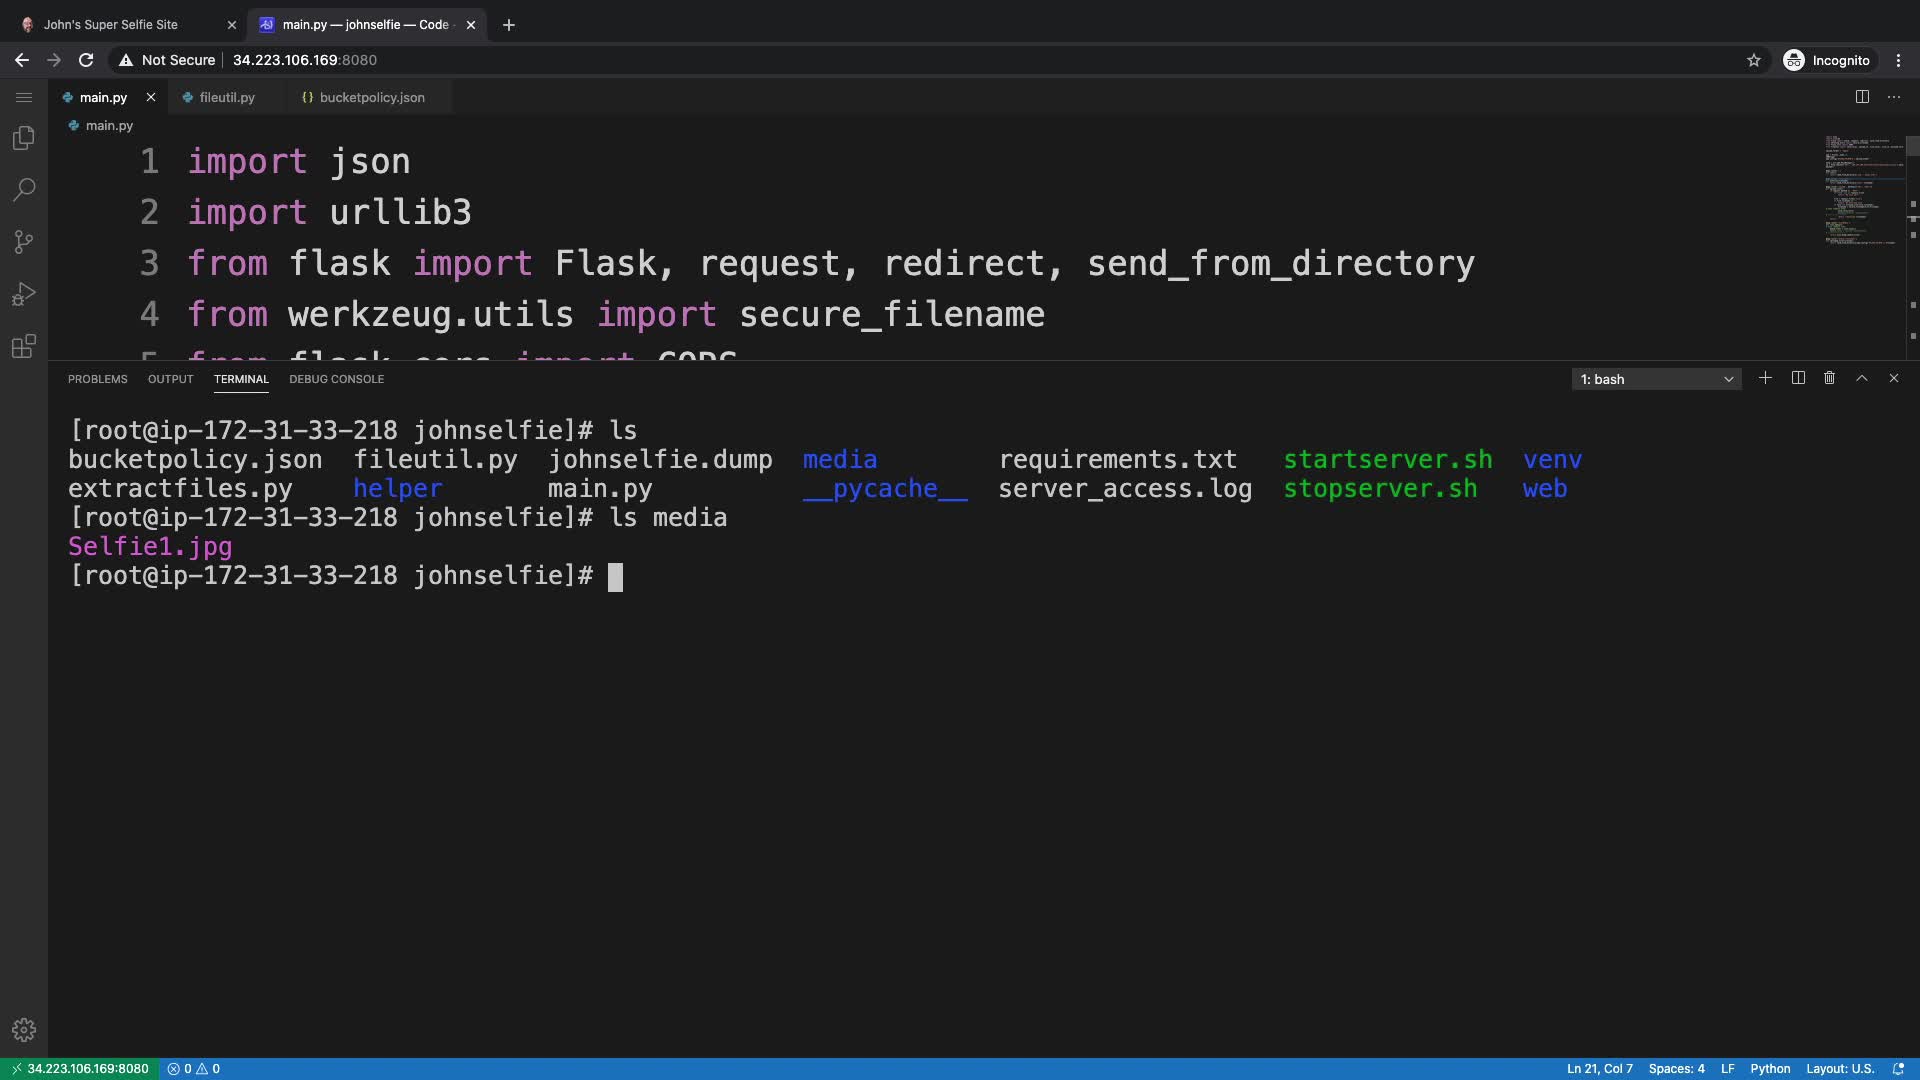 John's Super Selfie Site
main.py — johnselfie — Code -
Not Secure
34.223.106.169:8080
Incognito
main.py
fileutil.py
{} bucketpolicy.json
main.py
1 import json
2 import urllib3
3 from flask import Flask, request, redirect, send_from_directory
4 from werkzeug.utils import secure_filename
5 from flask_cors import CORS
PROBLEMS OUTPUT TERMINAL DEBUG CONSOLE
1: bash
[root@ip-172-31-33-218 johnselfie]# ls
bucketpolicy.json fileutil.py johnselfie.dump media requirements.txt startserver.sh venv
extractfiles.py helper main.py __pycache__ server_access.log stopserver.sh web
[root@ip-172-31-33-218 johnselfie]# ls media
Selfie1.jpg
[root@ip-172-31-33-218 johnselfie]#
34.223.106.169:8080
0
0
Ln 21, Col 7
Spaces: 4
LF
Python
Layout: U.S.